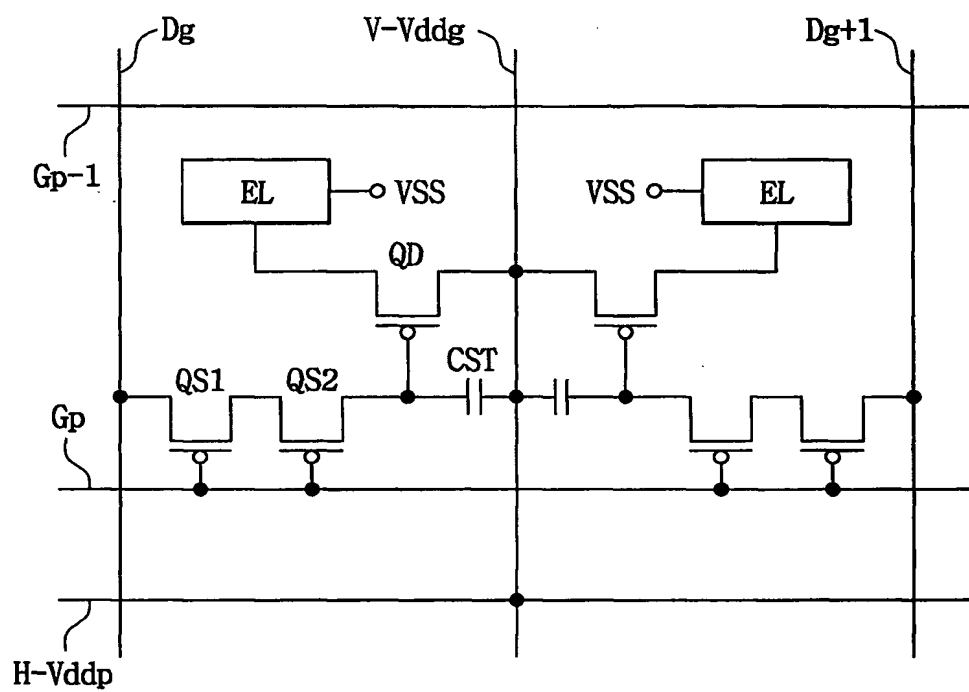 Dg
V-Vddg
Dg+1
Gp-1
EL
VSS
VSS
EL
QD
CST
QS1
QS2
Gp
H-Vddp